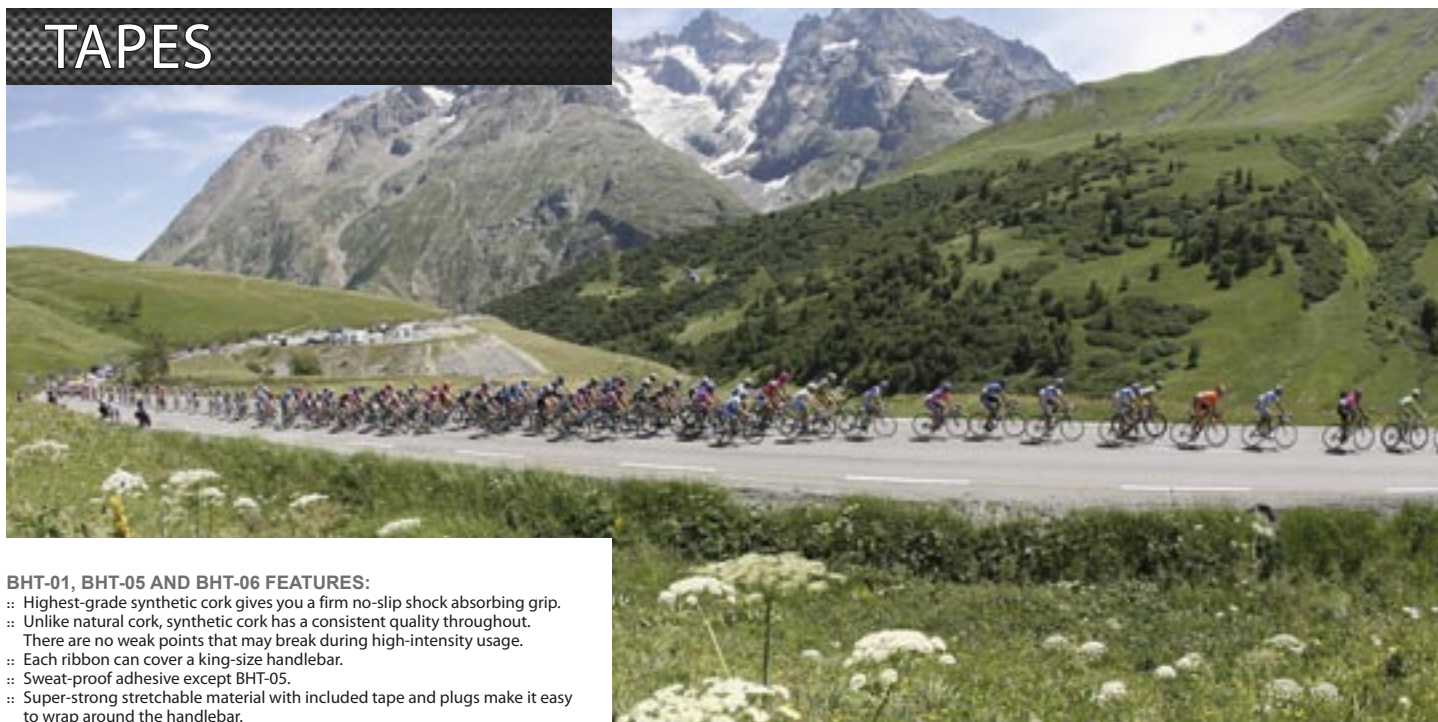 TAPES
BHT-01, BHT-05 AND BHT-06 FEATURES:
:: Highest-grade synthetic cork gives you a firm no-slip shock absorbing grip.
:: Unlike natural cork, synthetic cork has a consistent quality throughout.
There are no weak points that may break during high-intensity usage.
:: Each ribbon can cover a king-size handlebar.
:: Sweat-proof adhesive except BHT-05.
:: Super-strong stretchable material with included tape and plugs make it easy
to wrap around the handlebar.